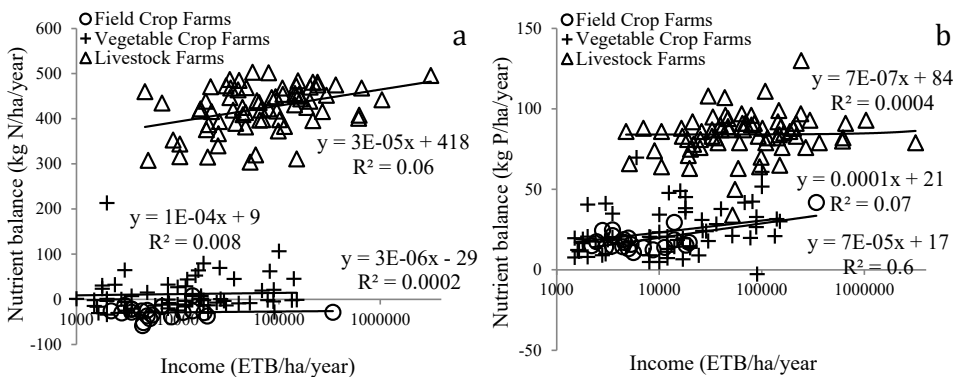 Field Crop Farms
Vegetable Crop Farms
Livestock Farms
a
600
500
400
300
200
100
0
-100
Nutrient balance (kg N/ha/year)
y = 3E-05x + 418
R² = 0.06
y = 1E-04x + 9
R² = 0.008
y = 3E-06x - 29
R² = 0.0002
1000
100000
1000000
Income (ETB/ha/year)
Field Crop Farms
Vegetable Crop Farms
Livestock Farms
b
150
100
50
0
-50
Nutrient balance (kg P/ha/year)
y = 7E-07x + 84
R² = 0.0004
y = 0.0001x + 21
R² = 0.07
y = 7E-05x + 17
R² = 0.6
1000
10000
100000
1000000
Income (ETB/ha/year